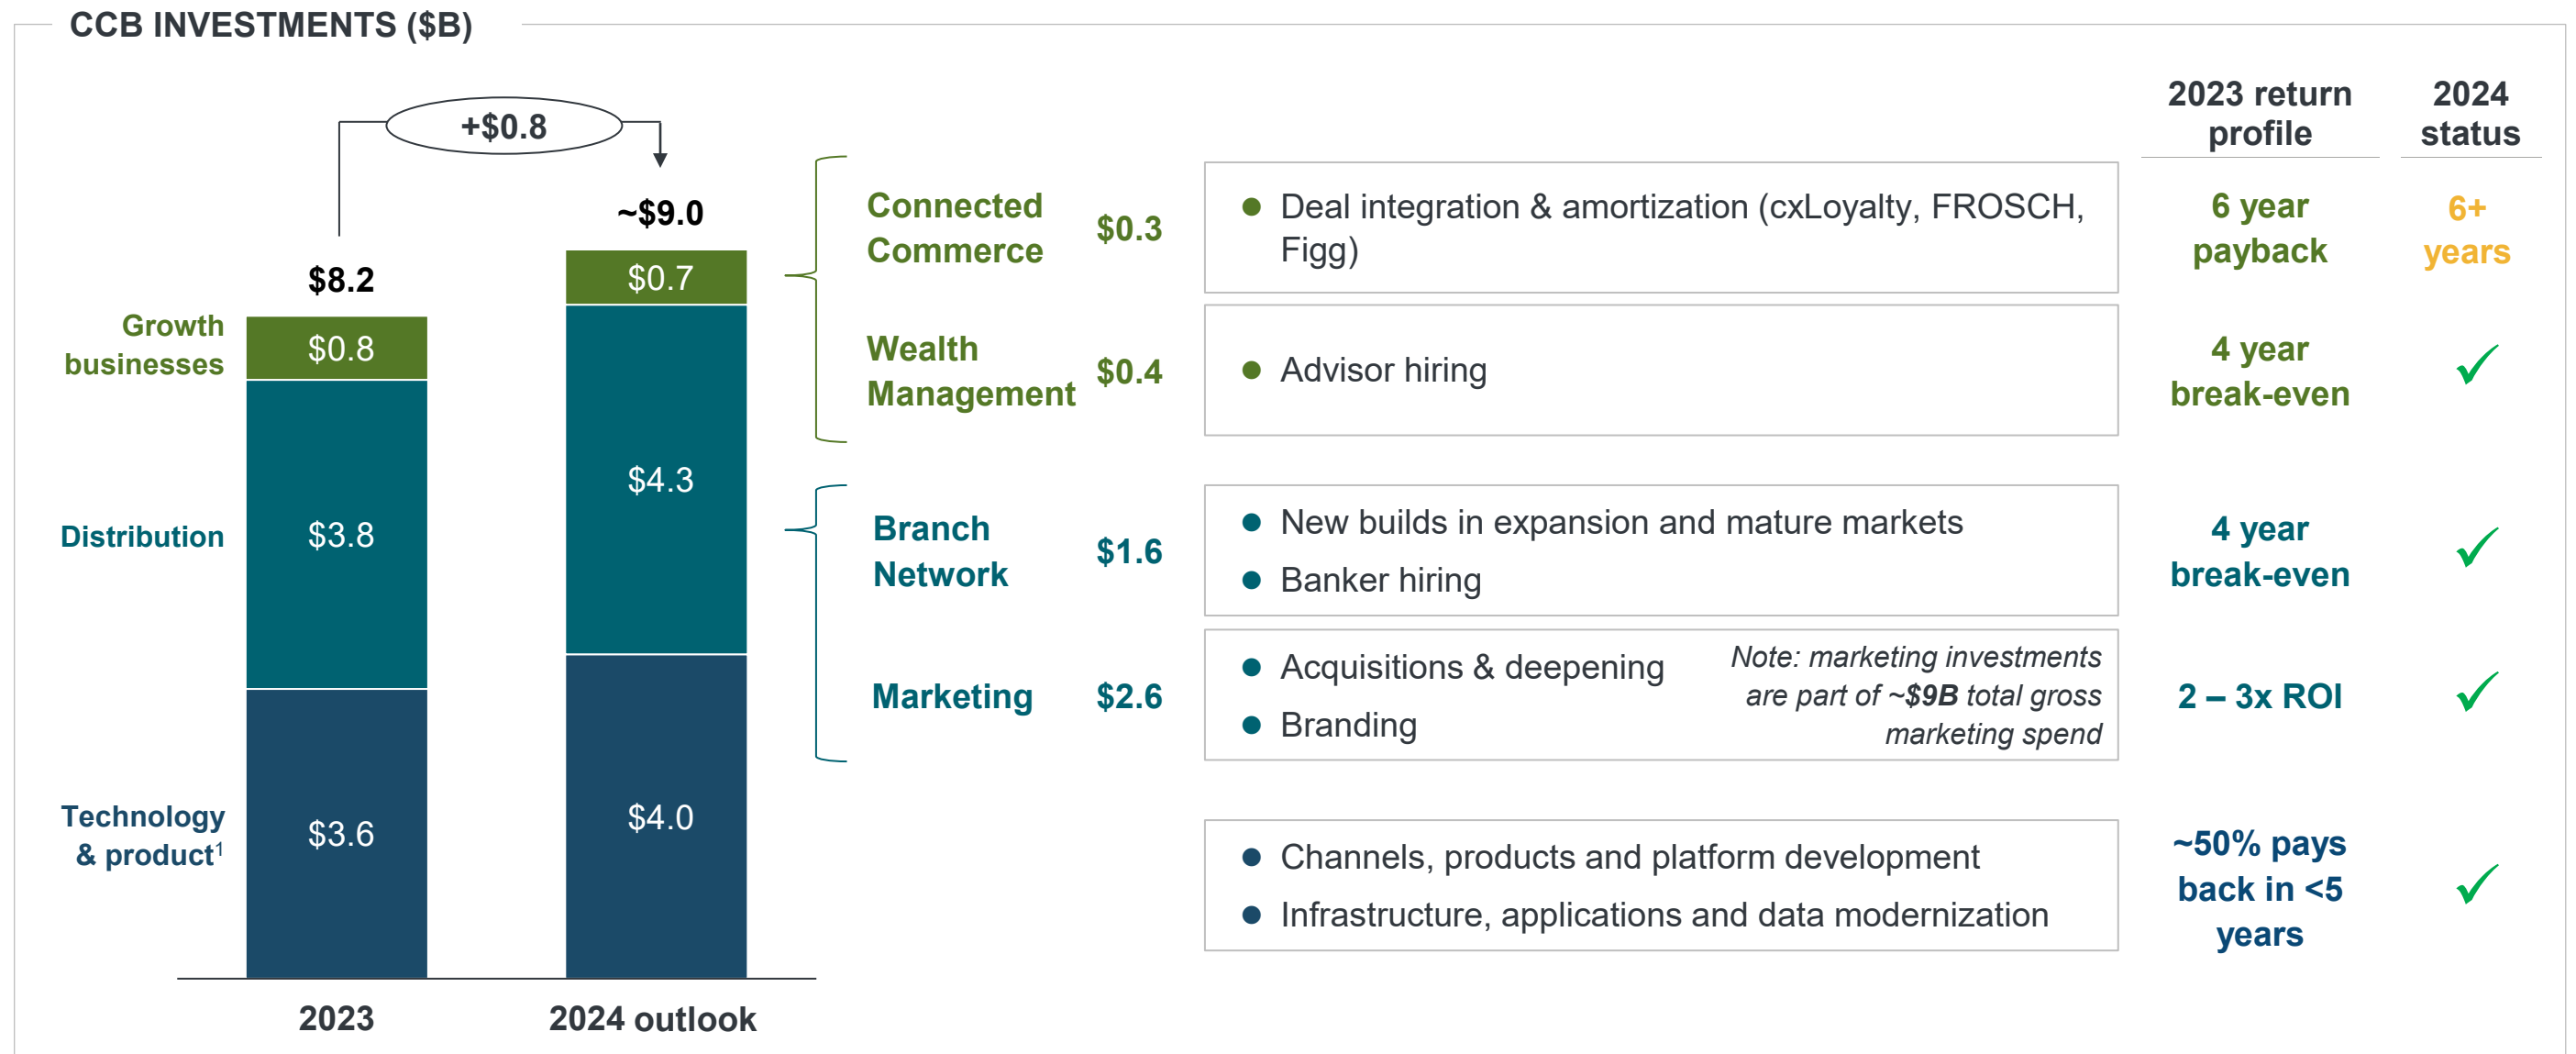 CCB INVESTMENTS ($B)
+$0.8
$8.2
~$9.0
Growth
businesses
$0.8
$0.7
Distribution
$3.8
$4.3
Technology
& product¹
$3.6
$4.0
2023
2024 outlook
2023 return
profile
2024
status
Connected
Commerce
$0.3
Deal integration & amortization (cxLoyalty, FROSCH,
Figg)
6 year
payback
6+
years
Wealth
Management
$0.4
Advisor hiring
4 year
break-even
Branch
Network
$1.6
New builds in expansion and mature markets
Banker hiring
4 year
break-even
Marketing
$2.6
Acquisitions & deepening
Branding
Note: marketing investments
are part of ~$9B total gross
marketing spend
2 – 3x ROI
Channels, products and platform development
Infrastructure, applications and data modernization
~50% pays
back in <5
years